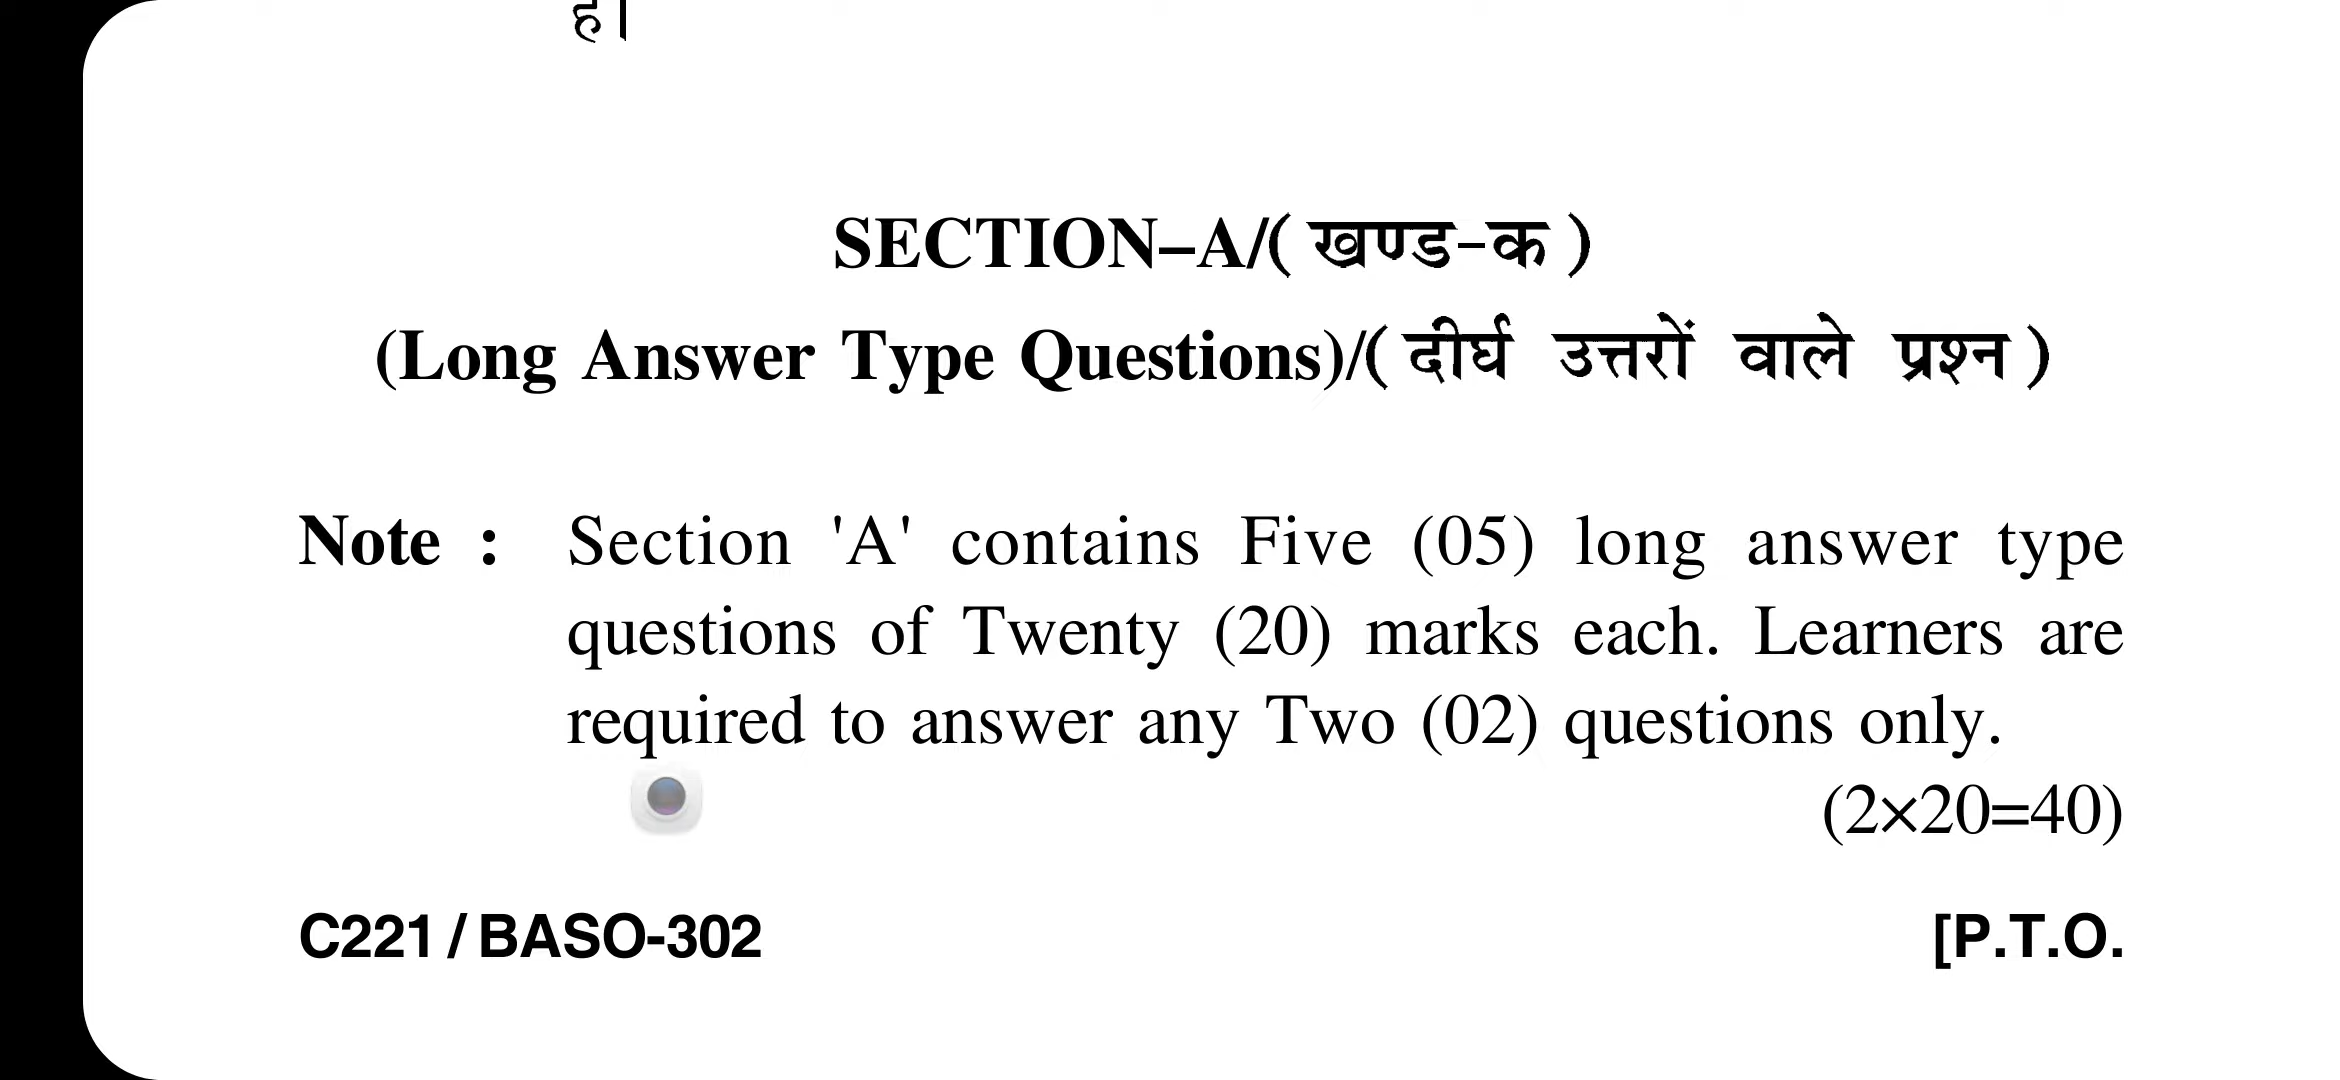 है।
SECTION–A/( खण्ड-क )
(Long Answer Type Questions)/( दीर्घ उत्तरों वाले प्रश्न )
Note : Section 'A' contains Five (05) long answer type
questions of Twenty (20) marks each. Learners are
required to answer any Two (02) questions only.
(2×20=40)
C221 / BASO-302 [P.T.O.